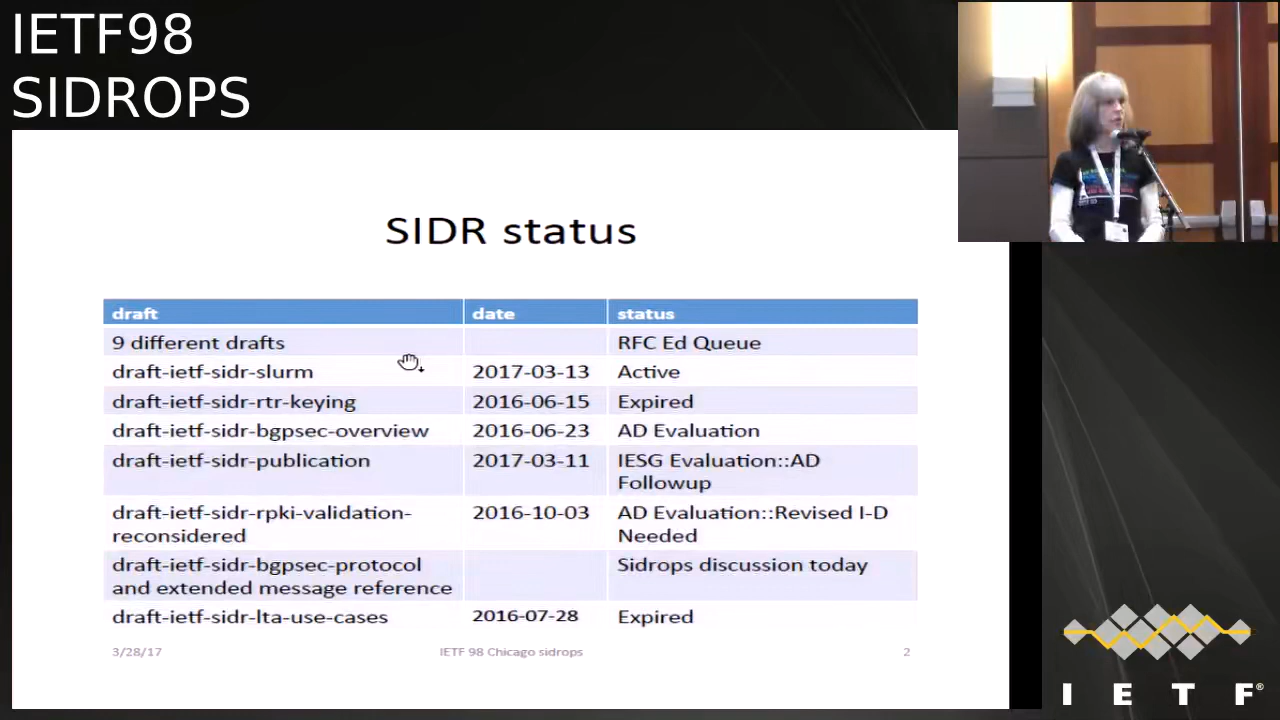 IETF98
SIDROPS
SIDR status
draft date status
9 different drafts RFC Ed Queue
draft-ietf-sidr-slurm 2017-03-13 Active
draft-ietf-sidr-rtr-keying 2016-06-15 Expired
draft-ietf-sidr-bgpsec-overview 2016-06-23 AD Evaluation
draft-ietf-sidr-publication 2017-03-11 IESG Evaluation::AD
Followup
draft-ietf-sidr-rpki-validation- 2016-10-03 AD Evaluation::Revised I-D
reconsidered Needed
draft-ietf-sidr-bgpsec-protocol Sidrops discussion today
and extended message reference
draft-ietf-sidr-lta-use-cases 2016-07-28 Expired
3/28/17 IETF 98 Chicago sidrops 2
I E T F®